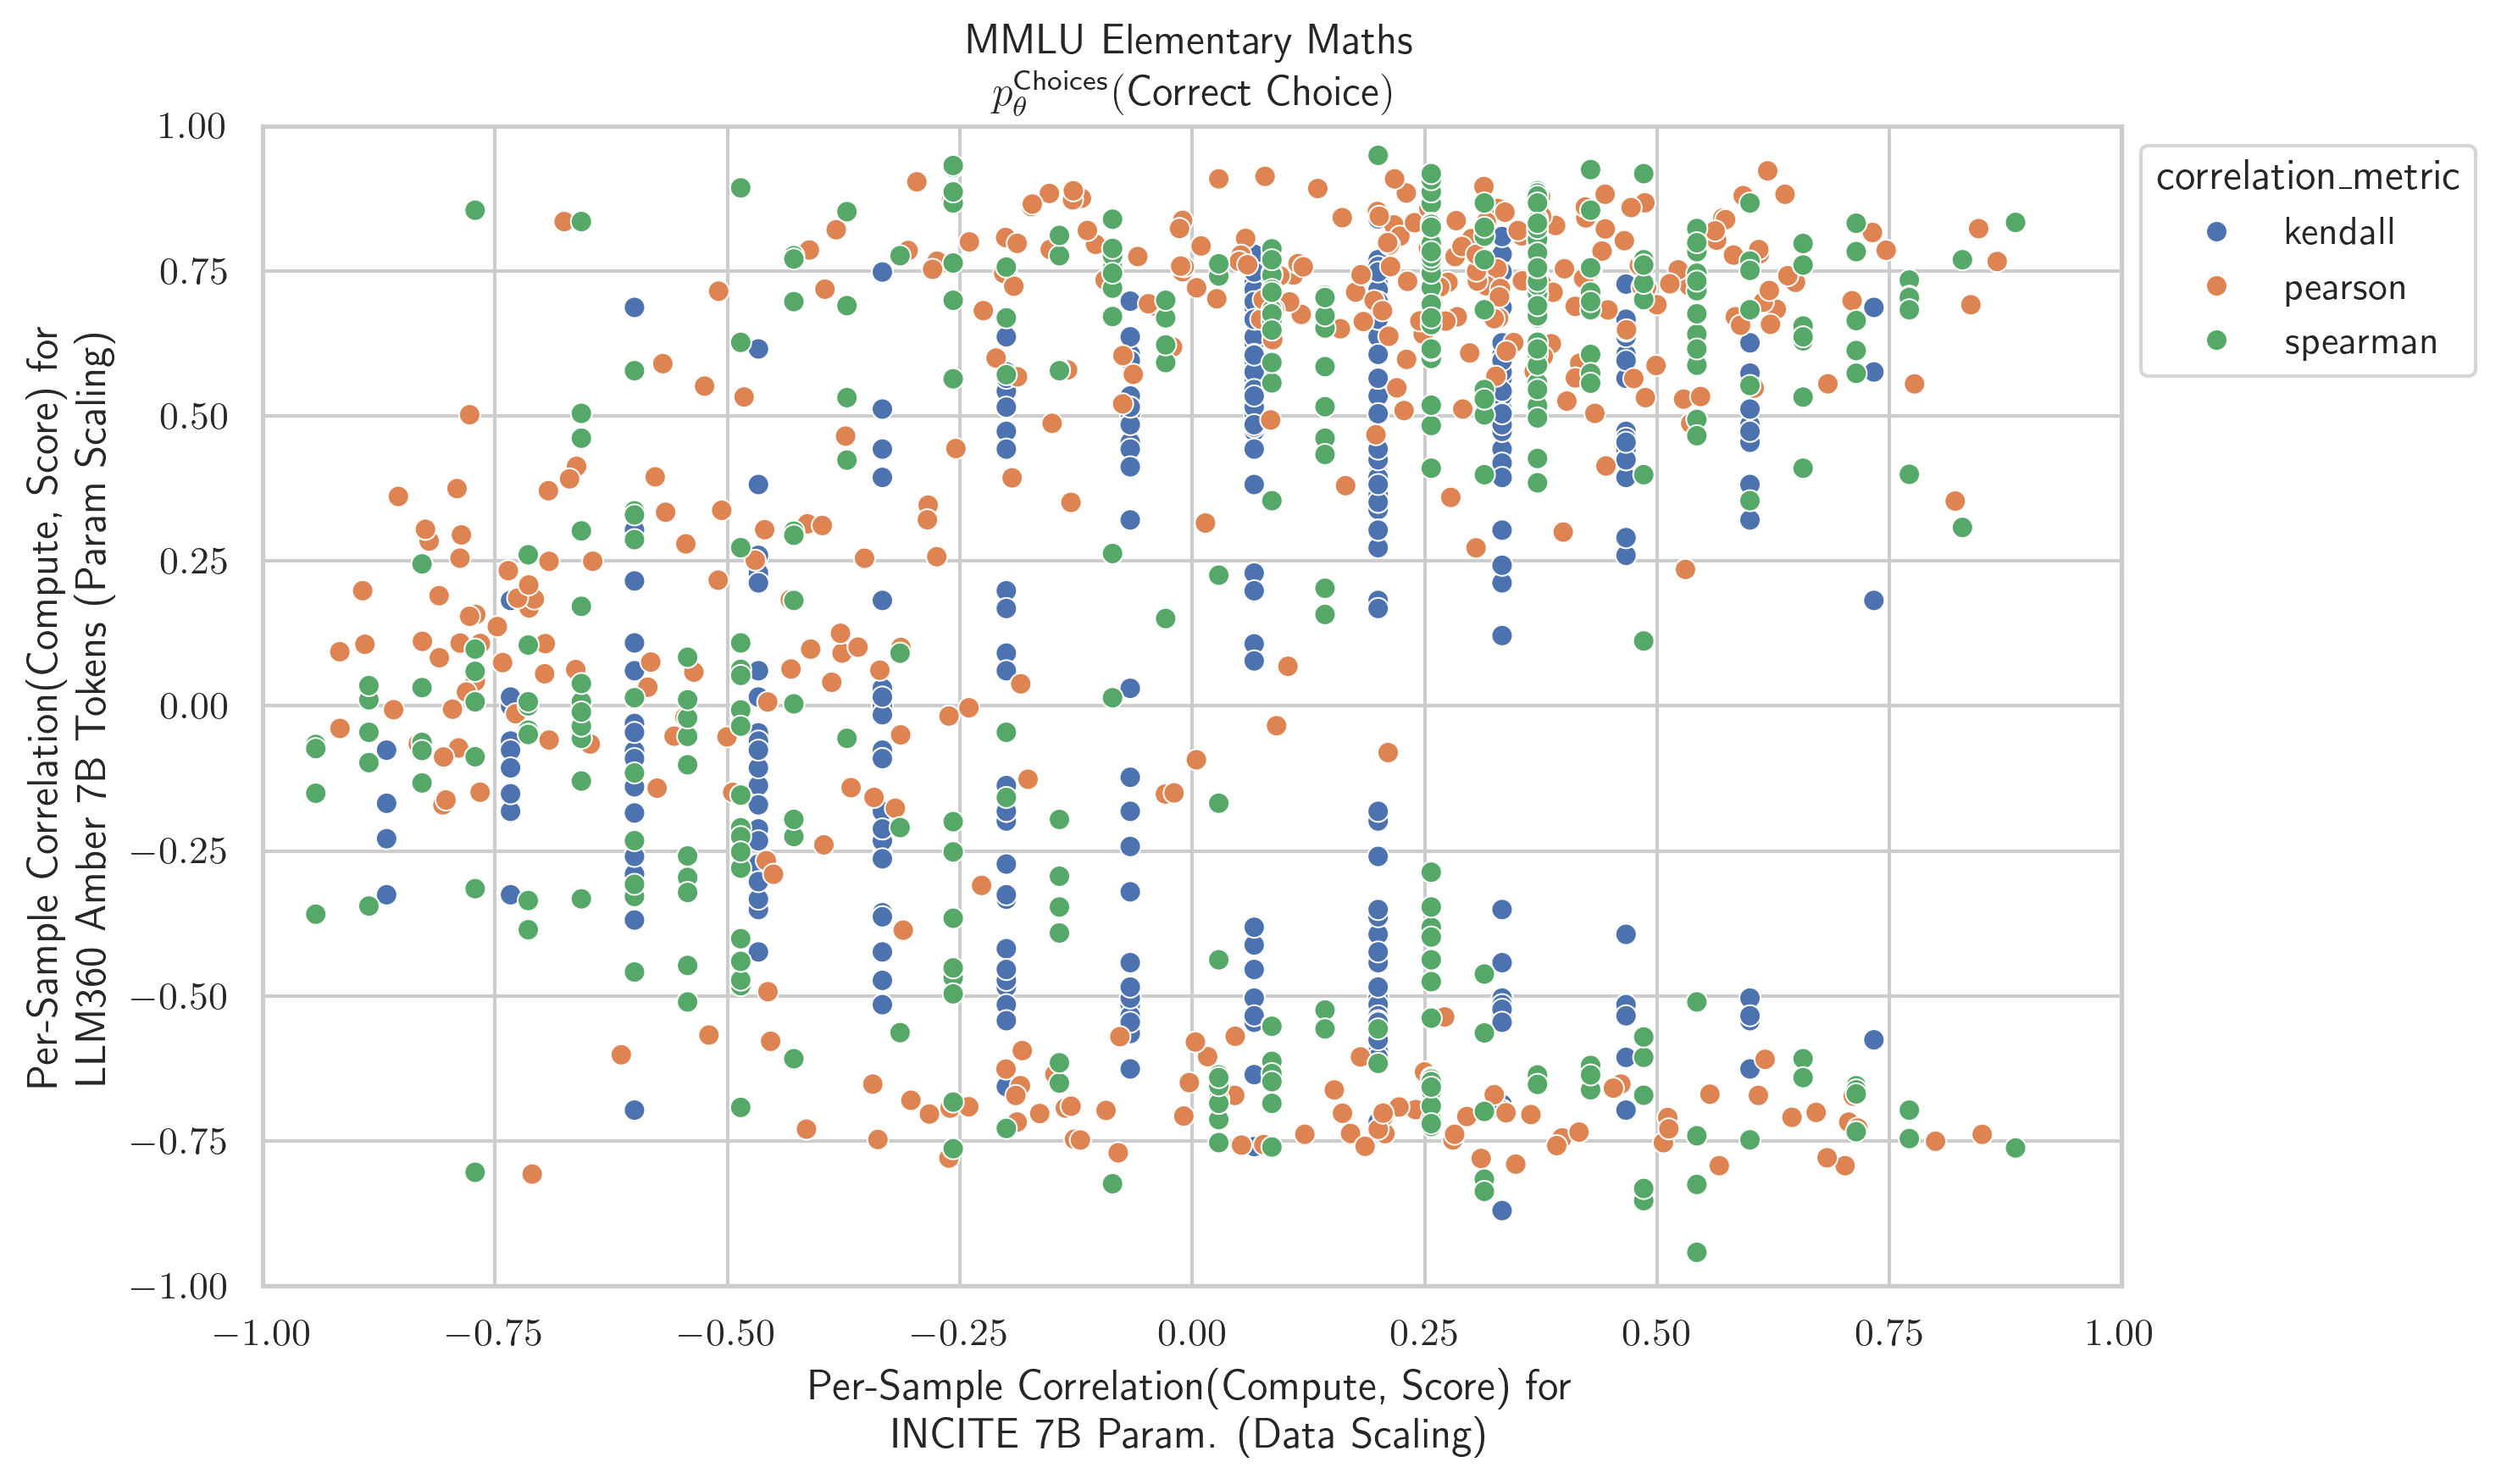 MMLU Elementary Maths
p_θ^Choices(Correct Choice)
1.00
0.75
0.50
0.25
0.00
−0.25
−0.50
−0.75
−1.00
Per-Sample Correlation(Compute, Score) for
LLM360 Amber 7B Tokens (Param Scaling)
correlation_metric
kendall
pearson
spearman
−1.00 −0.75 −0.50 −0.25 0.00 0.25 0.50 0.75 1.00
Per-Sample Correlation(Compute, Score) for
INCITE 7B Param. (Data Scaling)